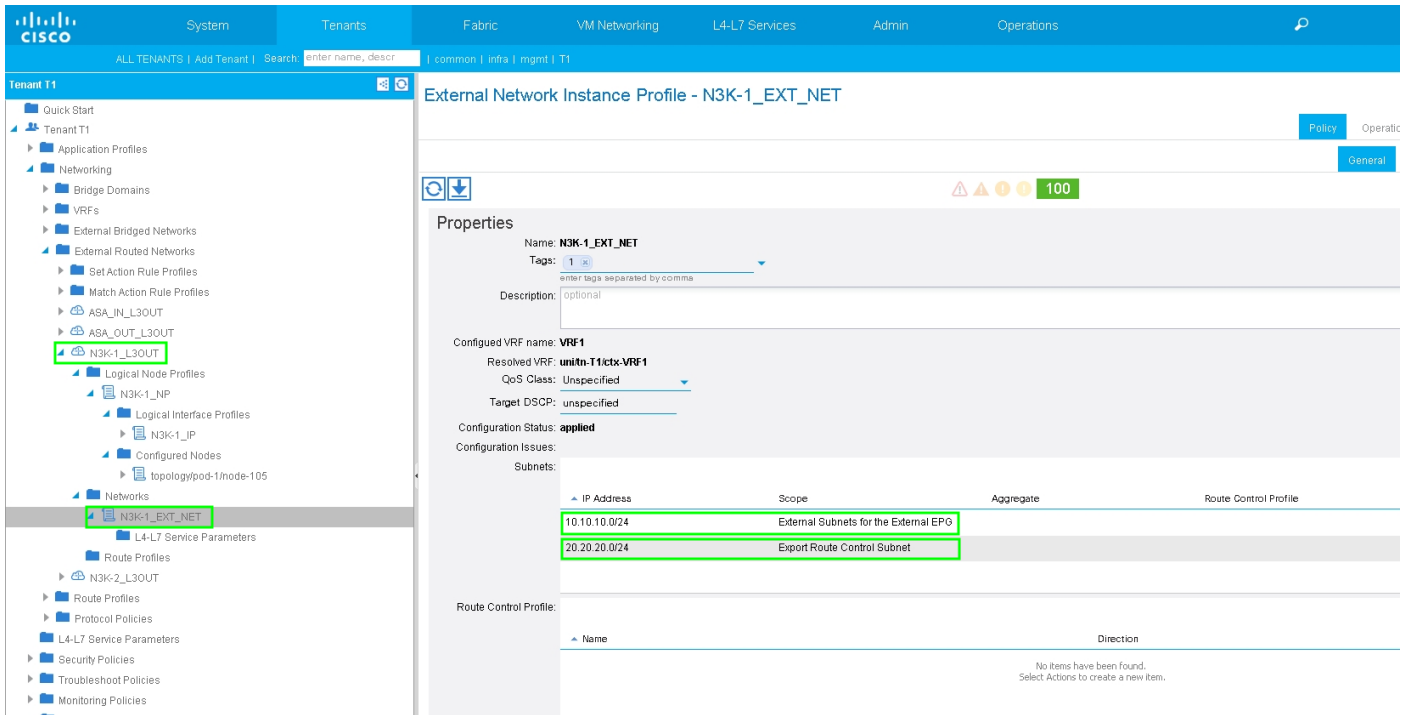 CISCO
System
Tenants
Fabric
VM Networking
L4-L7 Services
Admin
Operations
ALL TENANTS | Add Tenant | Search: enter name, descr | common | infra | mgmt | T1
Tenant T1
Quick Start
Tenant T1
Application Profiles
Networking
Bridge Domains
VRFs
External Bridged Networks
External Routed Networks
Set Action Rule Profiles
Match Action Rule Profiles
ASA_IN_L3OUT
ASA_OUT_L3OUT
N3K-1_L3OUT
Logical Node Profiles
N3K-1_NP
Logical Interface Profiles
N3K-1_IP
Configured Nodes
topology/pod-1/node-105
Networks
N3K-1_EXT_NET
L4-L7 Service Parameters
Route Profiles
N3K-2_L3OUT
Route Profiles
Protocol Policies
L4-L7 Service Parameters
Security Policies
Troubleshoot Policies
Monitoring Policies
External Network Instance Profile - N3K-1_EXT_NET
Policy
Operatic
General
100
Properties
Name: N3K-1_EXT_NET
Tags: 1
enter tags separated by comma
Description: optional
Configued VRF name: VRF1
Resolved VRF: uni/tn-T1/ctx-VRF1
QoS Class: Unspecified
Target DSCP: unspecified
Configuration Status: applied
Configuration Issues:
Subnets:
IP Address Scope Aggregate Route Control Profile
10.10.10.0/24 External Subnets for the External EPG
20.20.20.0/24 Export Route Control Subnet
Route Control Profile:
Name Direction
No items have been found.
Select Actions to create a new item.